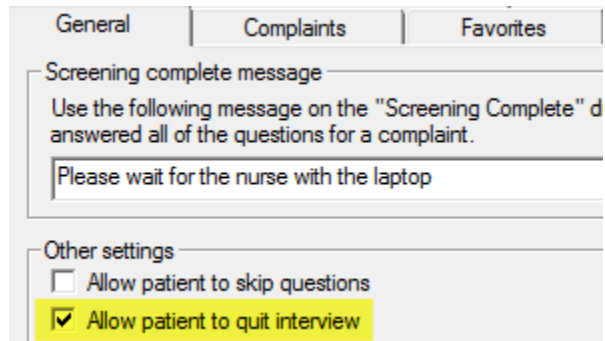 General
Complaints
Favorites
Screening complete message
Use the following message on the "Screening Complete" d
answered all of the questions for a complaint.
Please wait for the nurse with the laptop
Other settings
Allow patient to skip questions
Allow patient to quit interview